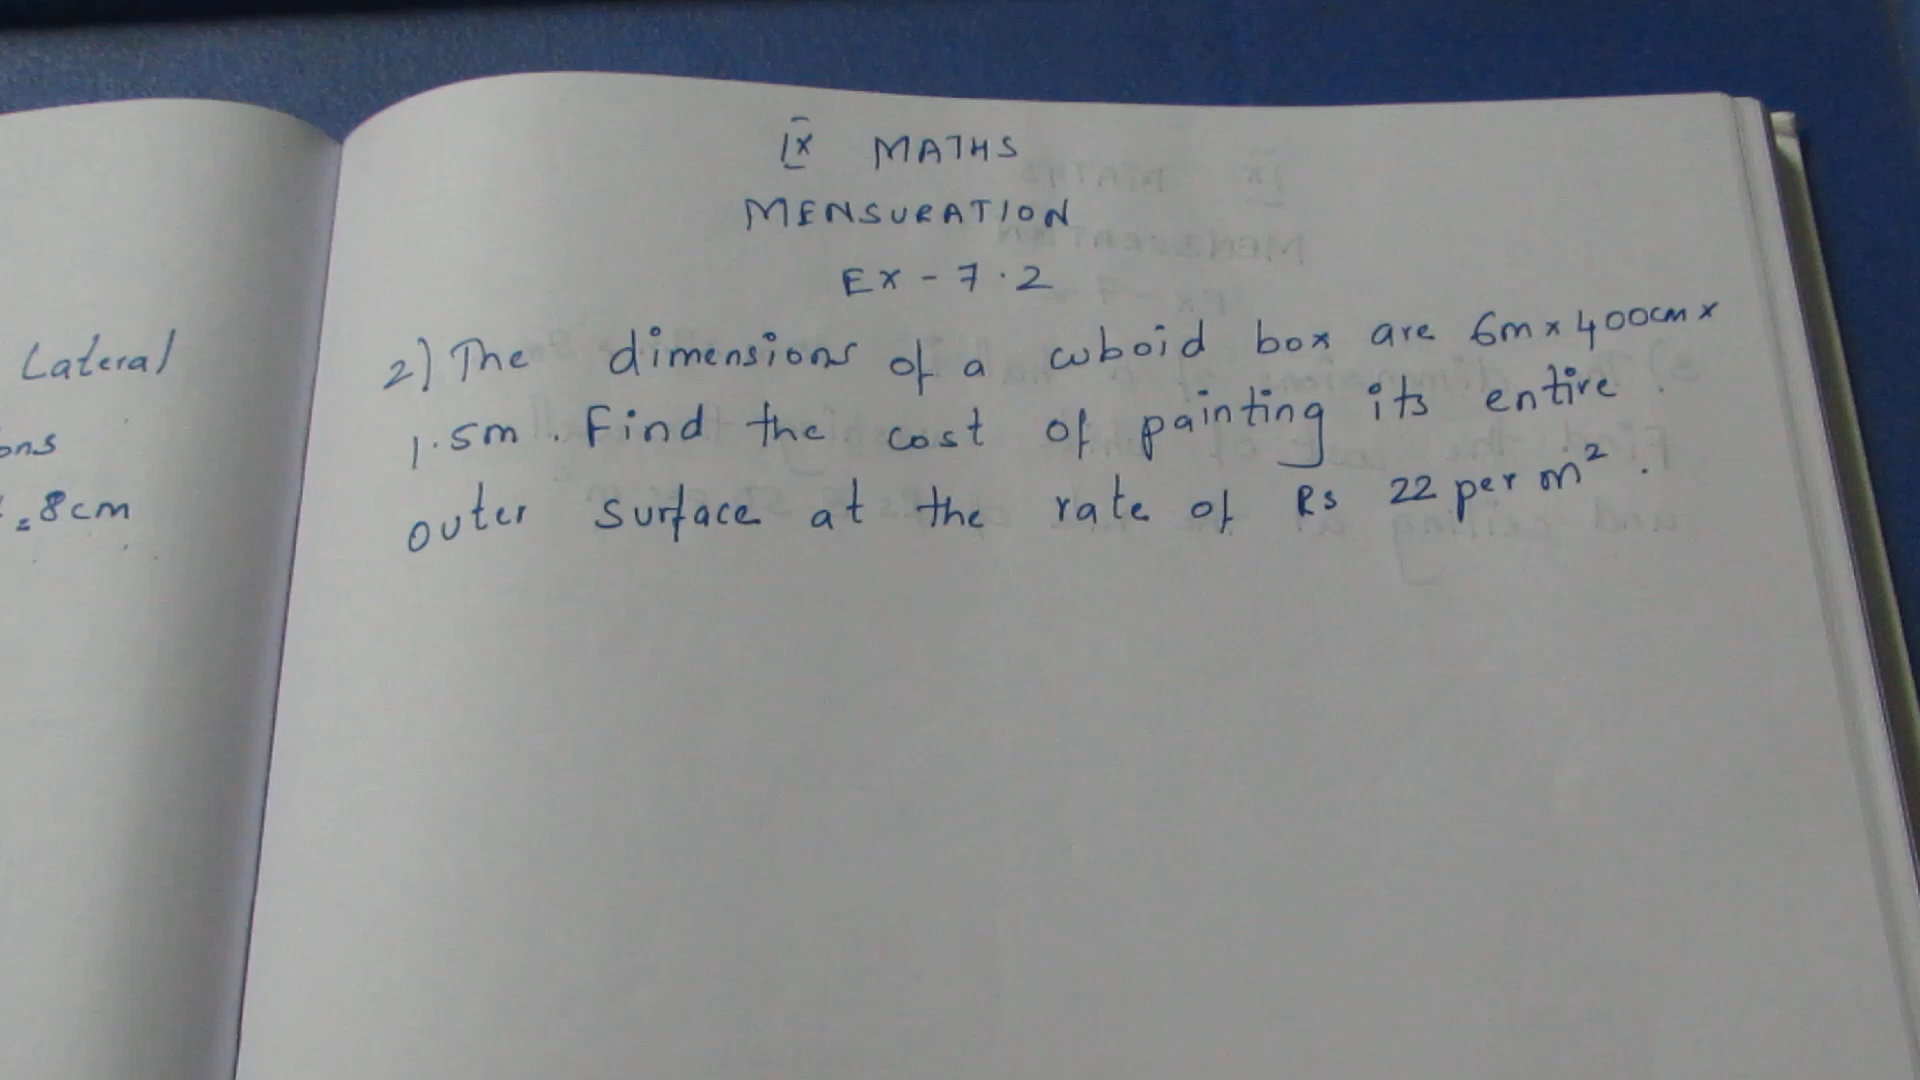 Lateral
ons
= 8cm
IX MATHS
MENSURATION
Ex - 7.2
2) The dimensions of a cuboid box are 6m x 400cm x
1.5m. Find the cost of painting its entire
outer surface at the rate of Rs 22 per m².